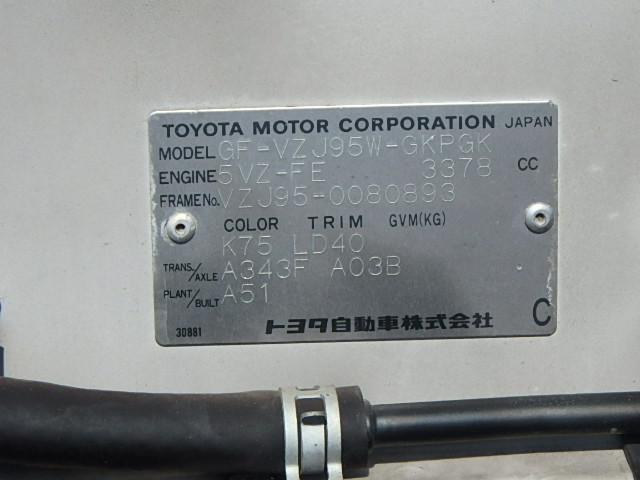 TOYOTA MOTOR CORPORATION JAPAN
MODEL GF-VZJ95W-GKPGK
ENGINE 5VZ-FE 3378 CC
FRAME No. VZJ95-0080893
COLOR TRIM GVM(KG)
K75 LD40
TRANS./AXLE A343F A03B
PLANT/BUILT A51
30881 トヨタ自動車株式会社 C